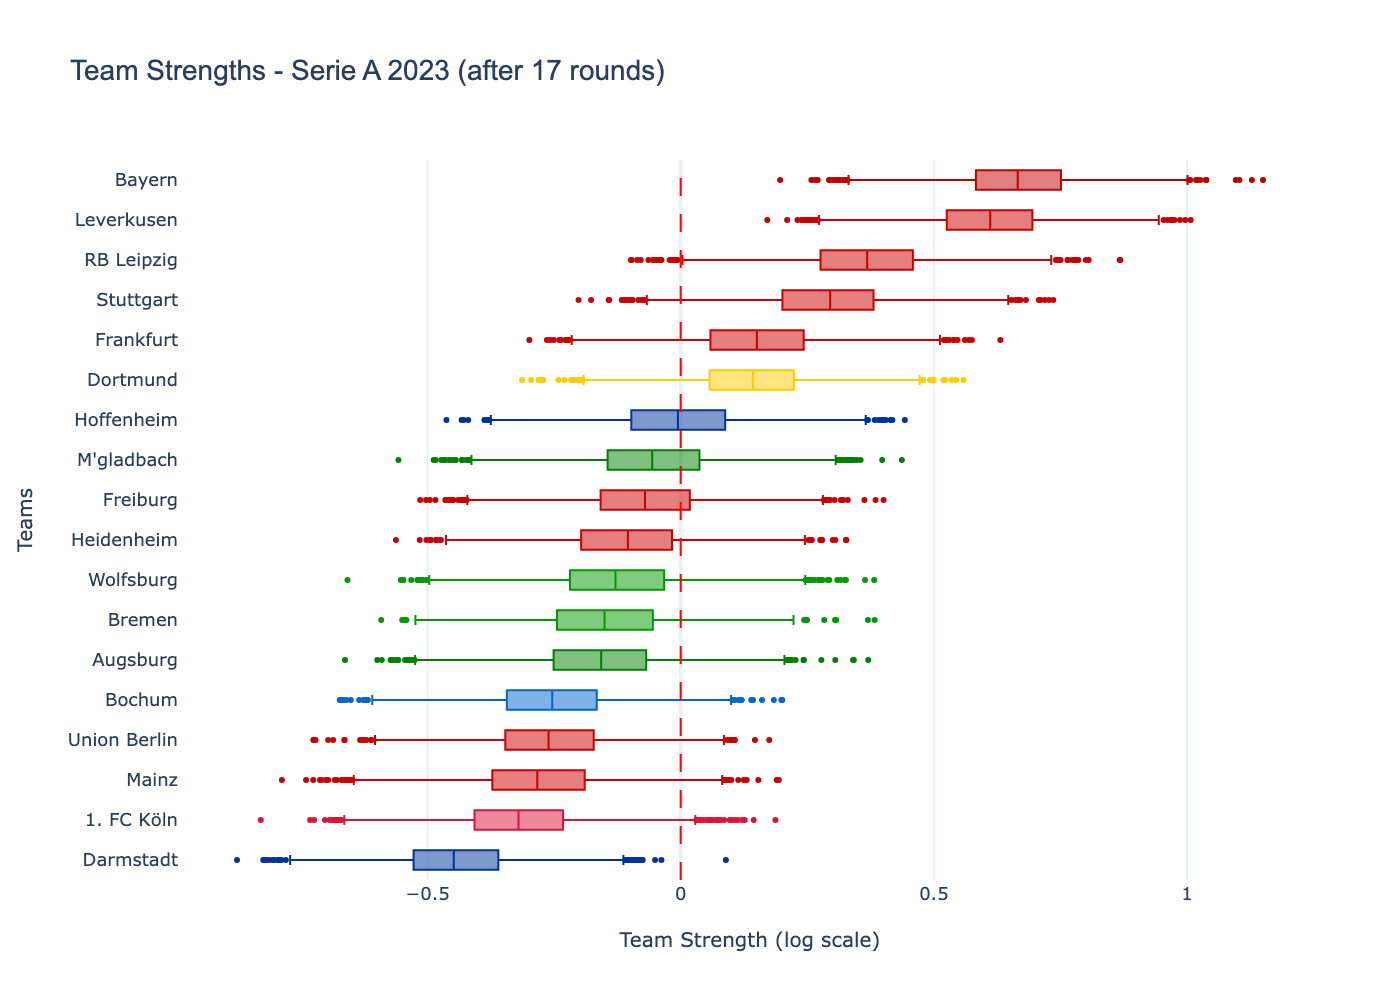 Team Strengths - Serie A 2023 (after 17 rounds)
Bayern
Leverkusen
RB Leipzig
Stuttgart
Frankfurt
Dortmund
Hoffenheim
M'gladbach
Freiburg
Heidenheim
Wolfsburg
Bremen
Augsburg
Bochum
Union Berlin
Mainz
1. FC Köln
Darmstadt
Teams
−0.5
0
0.5
1
Team Strength (log scale)